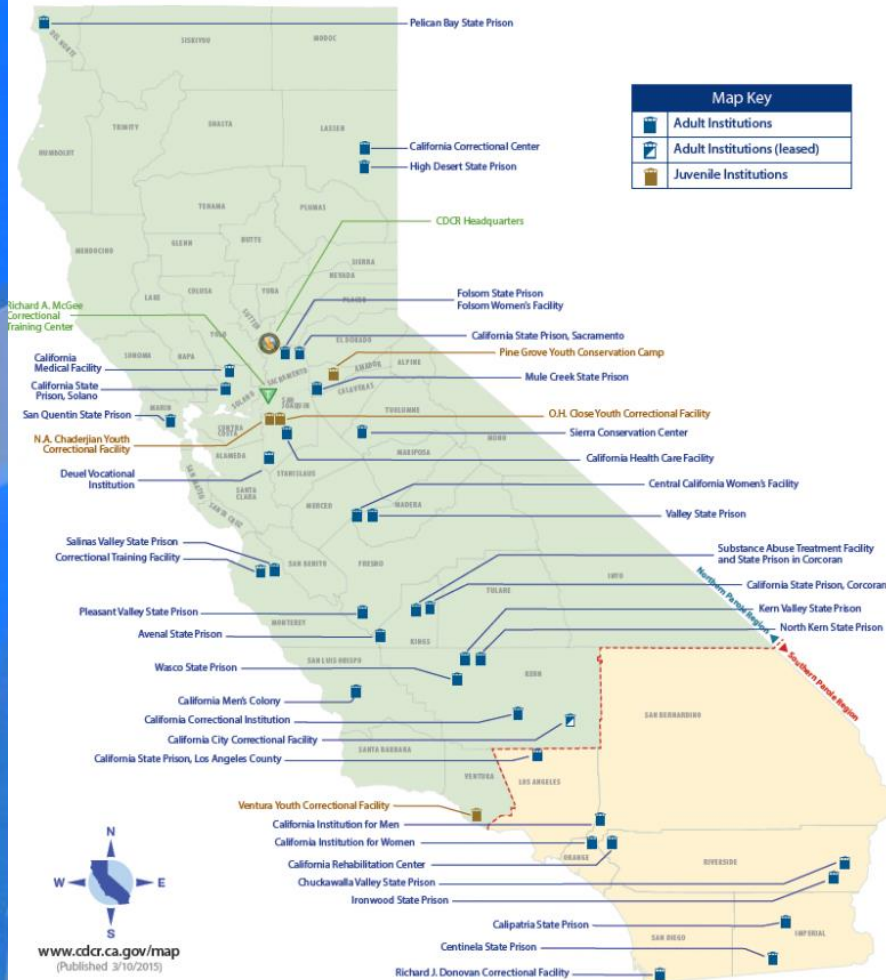 Pelican Bay State Prison
DEL NORTE
SISKIYOU
MODOC
Map Key
Adult Institutions
Adult Institutions (leased)
Juvenile Institutions
HUMBOLDT
TRINITY
SHASTA
LASSEN
California Correctional Center
High Desert State Prison
TEHAMA
PLUMAS
CDCR Headquarters
MENDOCINO
GLENN
BUTTE
SIERRA
NEVADA
LAKE
COLUSA
YUBA
SUTTER
PLACER
Richard A. McGee
Correctional
Training Center
Folsom State Prison
Folsom Women's Facility
YOLO
EL DORADO
California State Prison, Sacramento
Pine Grove Youth Conservation Camp
SONOMA
NAPA
SACRAMENTO
AMADOR
ALPINE
California
Medical Facility
Mule Creek State Prison
California State
Prison, Solano
SOLANO
SAN
JOAQUIN
CALAVERAS
MARIN
San Quentin State Prison
TUOLUMNE
O.H. Close Youth Correctional Facility
N.A. Chaderjian Youth
Correctional Facility
CONTRA
COSTA
Sierra Conservation Center
MONO
ALAMEDA
MARIPOSA
California Health Care Facility
Deuel Vocational
Institution
STANISLAUS
SAN MATEO
SANTA
CLARA
Central California Women's Facility
SANTA CRUZ
MERCED
MADERA
Valley State Prison
Salinas Valley State Prison
Correctional Training Facility
SAN BENITO
FRESNO
Substance Abuse Treatment Facility
and State Prison in Corcoran
INYO
TULARE
California State Prison, Corcoran
Northern Parole Region
Southern Parole Region
Pleasant Valley State Prison
MONTEREY
Kern Valley State Prison
Avenal State Prison
KINGS
North Kern State Prison
SAN LUIS OBISPO
Wasco State Prison
KERN
California Men's Colony
California Correctional Institution
SAN BERNARDINO
California City Correctional Facility
SANTA BARBARA
California State Prison, Los Angeles County
VENTURA
LOS ANGELES
Ventura Youth Correctional Facility
California Institution for Men
California Institution for Women
ORANGE
RIVERSIDE
California Rehabilitation Center
Chuckawalla Valley State Prison
Ironwood State Prison
Calipatria State Prison
SAN DIEGO
IMPERIAL
Centinela State Prison
Richard J. Donovan Correctional Facility
N
W
E
S
www.cdcr.ca.gov/map
(Published 3/10/2015)